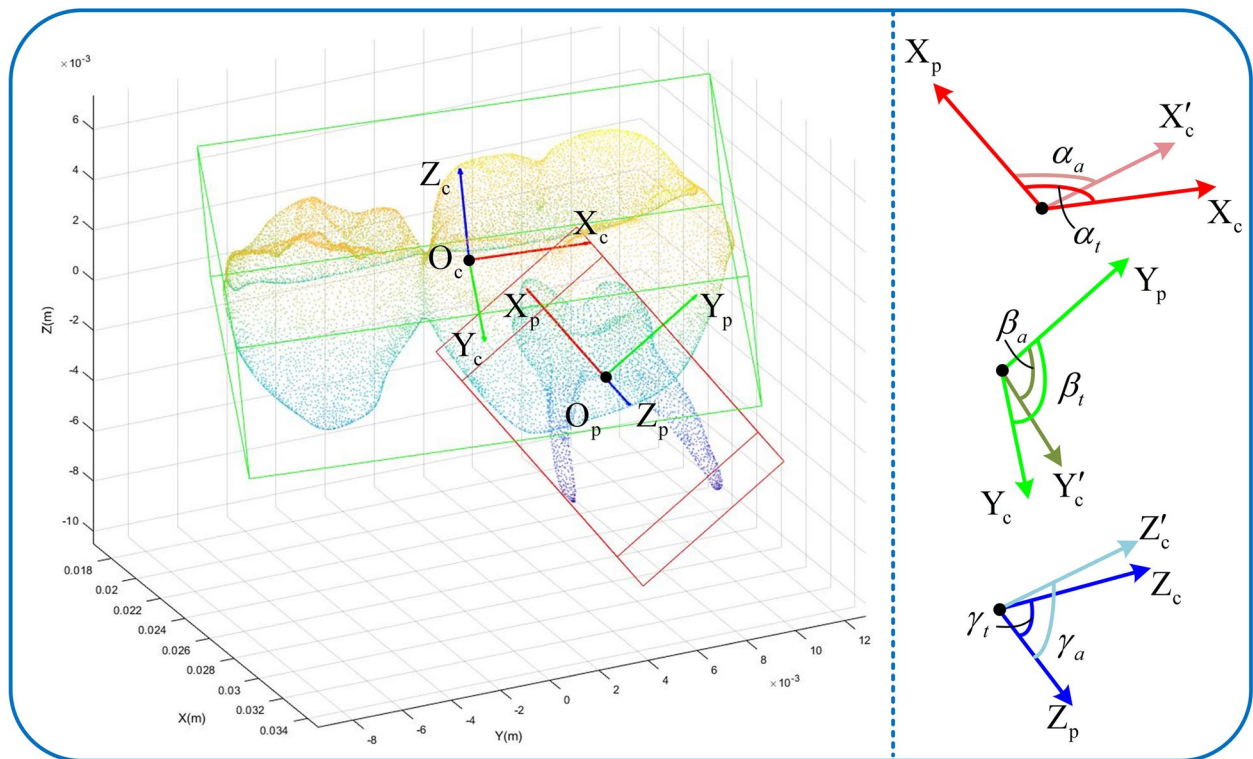 ×10⁻³
6
4
2
0
-2
-4
-6
-8
-10
Z(m)
0.018
0.02
0.022
0.024
0.026
0.028
0.03
0.032
0.034
X(m)
-8
-6
-4
-2
0
2
4
6
8
10
12
×10⁻³
Y(m)
Z_c
X_c
O_c
Y_c
X_p
Y_p
O_p
Z_p
X_p
X′_c
α_a
X_c
α_t
Y_p
β_a
β_t
Y_c
Y′_c
Z′_c
Z_c
γ_t
γ_a
Z_p